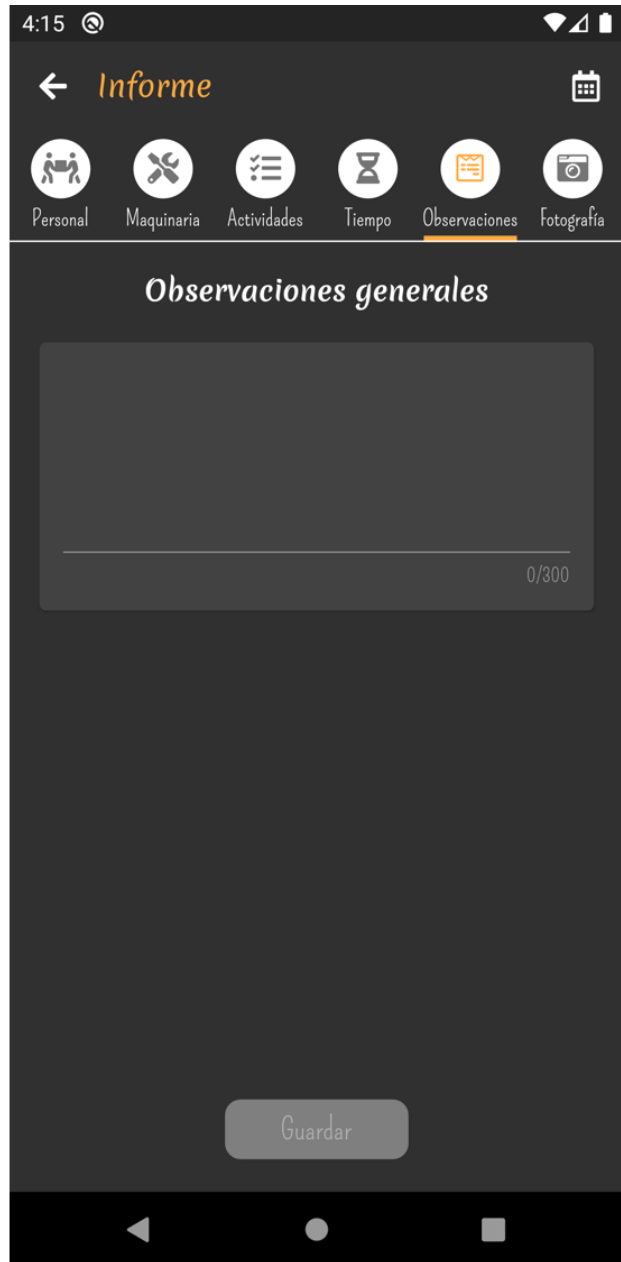 4:15
Informe
Personal Maquinaria Actividades Tiempo Observaciones Fotografía
Observaciones generales
0/300
Guardar